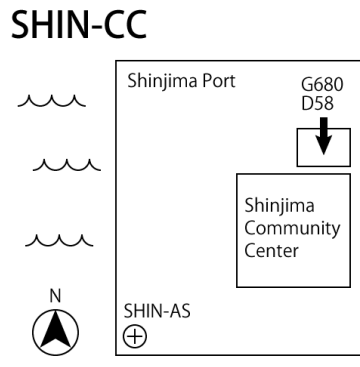 SHIN-CC
Shinjima Port
G680
D58
Shinjima
Community
Center
N
SHIN-AS